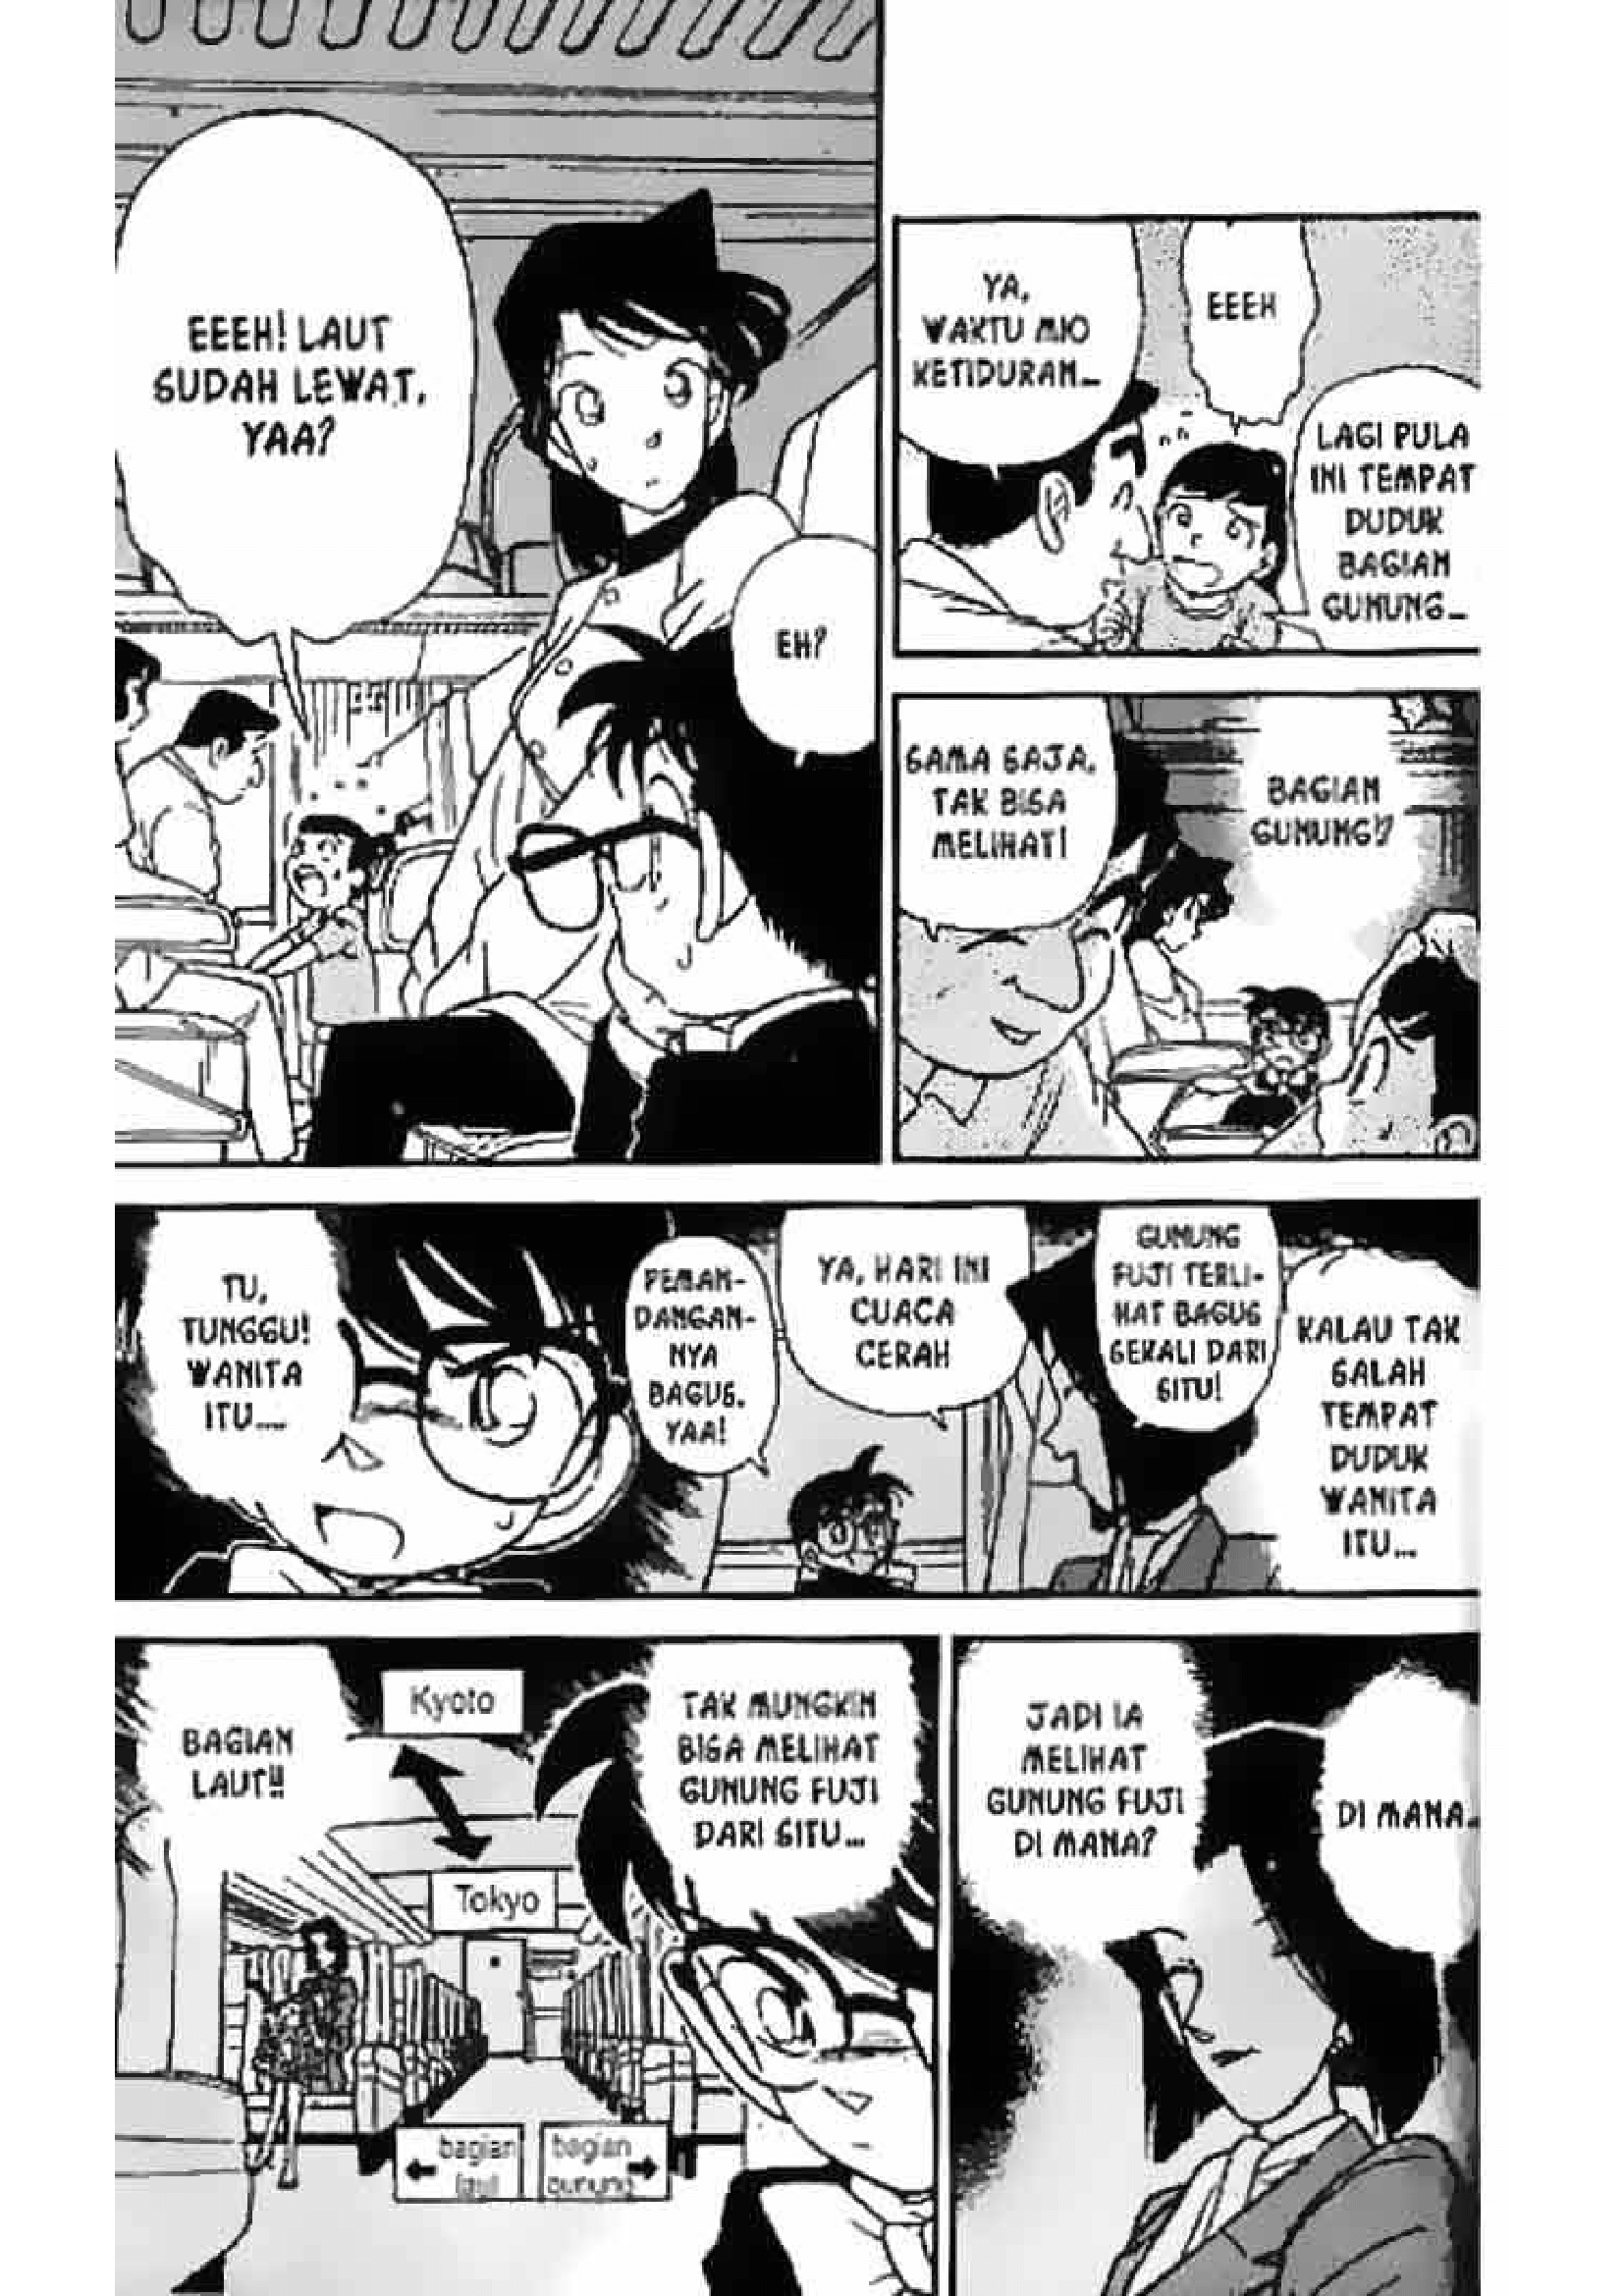 EEEH! LAUT
SUDAH LEWAT,
YAA?
EH?
YA,
WAKTU MIO
KETIDURAN...
EEEH
LAGI PULA
INI TEMPAT
DUDUK
BAGIAN
GUNUNG...
SAMA SAJA,
TAK BISA
MELIHAT!
BAGIAN
GUNUNG!?
TU,
TUNGGU!
WANITA
ITU....
PEMAN-
DANGAN-
NYA
BAGUS,
YAA!
YA, HARI INI
CUACA
CERAH
GUNUNG
FUJI TERLI-
HAT BAGUS
SEKALI DARI
SITU!
KALAU TAK
SALAH
TEMPAT
DUDUK
WANITA
ITU...
BAGIAN
LAUT!!
Kyoto
Tokyo
bagian
laut
bagian
gunung
TAK MUNGKIN
BISA MELIHAT
GUNUNG FUJI
DARI SITU...
JADI IA
MELIHAT
GUNUNG FUJI
DI MANA?
DI MANA..